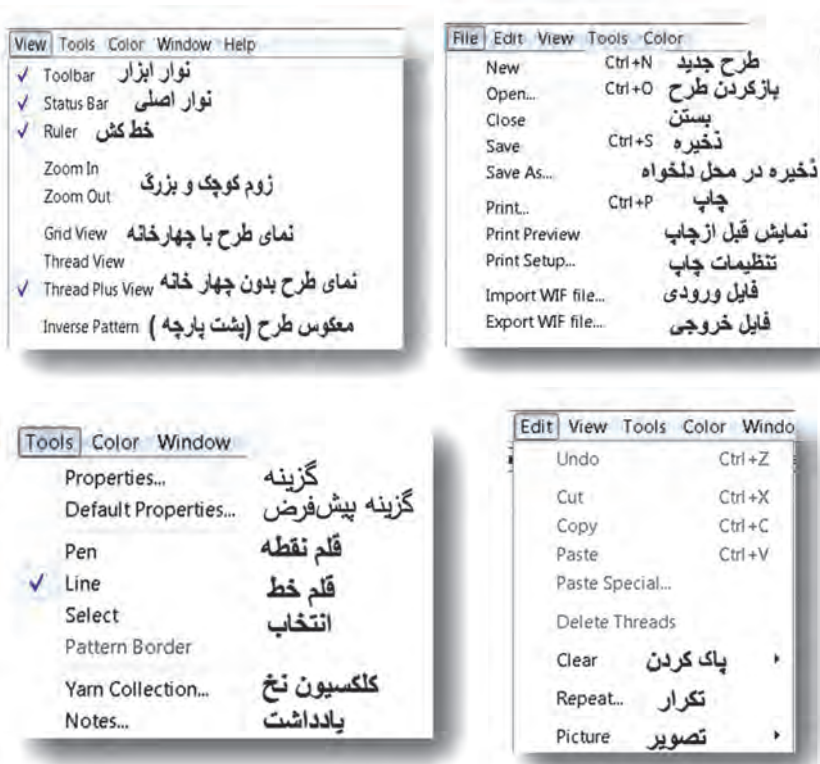 View Tools Color Window Help
✓ Toolbar نوار ابزار
✓ Status Bar نوار اصلی
✓ Ruler خط کش
Zoom In
Zoom Out
زوم کوچک و بزرگ
Grid View نمای طرح با چهارخانه
Thread View
✓ Thread Plus View نمای طرح بدون چهار خانه
Inverse Pattern معکوس طرح (پشت پارچه )
File Edit View Tools Color
New Ctrl+N طرح جدید
Open... Ctrl+O بازکردن طرح
Close بستن
Save Ctrl+S ذخیره
Save As... ذخیره در محل دلخواه
Print... Ctrl+P چاپ
Print Preview نمایش قبل ازچاپ
Print Setup... تنظیمات چاپ
Import WIF file... فایل ورودی
Export WIF file... فایل خروجی
Tools Color Window
Properties... گزینه
Default Properties... گزینه پیش‌فرض
Pen قلم نقطه
✓ Line قلم خط
Select انتخاب
Pattern Border
Yarn Collection... کلکسیون نخ
Notes... یادداشت
Edit View Tools Color Windo
Undo Ctrl+Z
Cut Ctrl+X
Copy Ctrl+C
Paste Ctrl+V
Paste Special...
Delete Threads
Clear پاک کردن
Repeat... تکرار
Picture تصویر